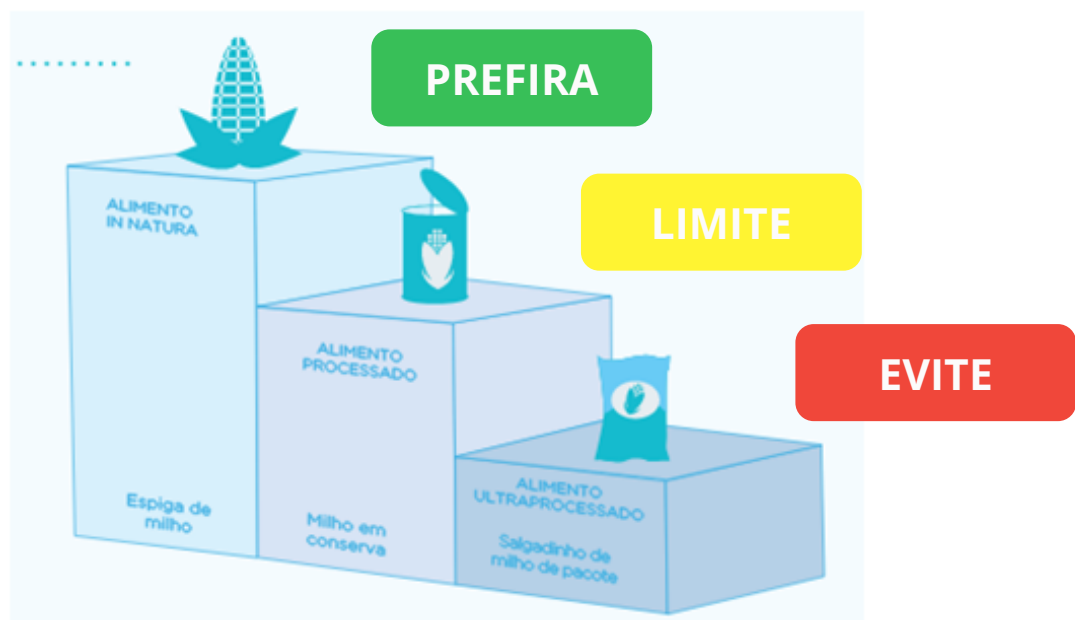 PREFIRA
LIMITE
EVITE
ALIMENTO
IN NATURA
Espiga de
milho
ALIMENTO
PROCESSADO
Milho em
conserva
ALIMENTO
ULTRAPROCESSADO
Salgadinho de
milho de pacote